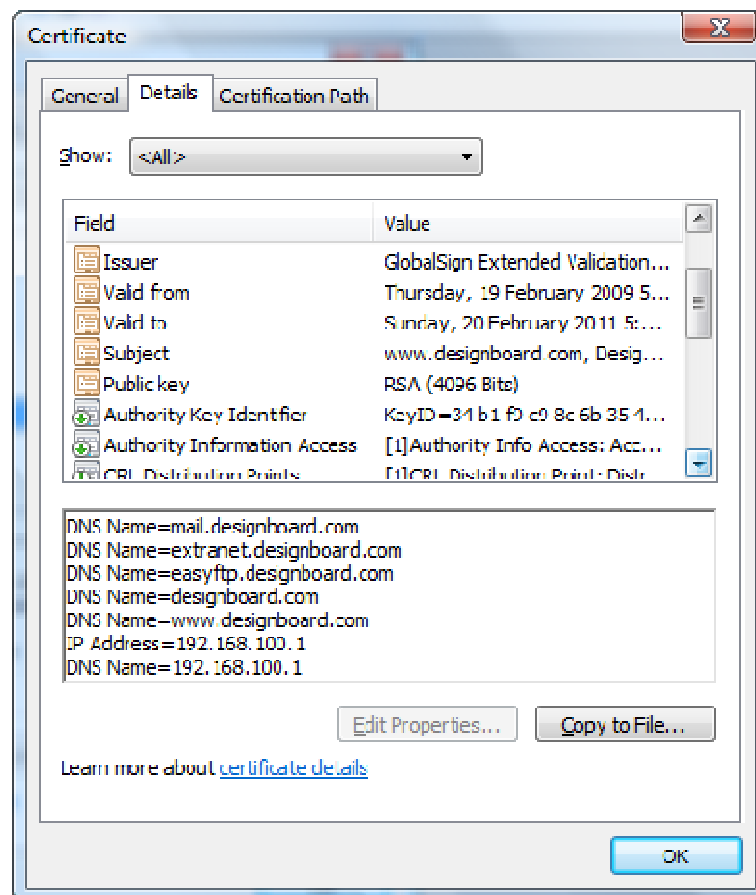 Certificate
General Details Certification Path
Show: <All>
Field Value
Issuer GlobalSign Extended Validation...
Valid from Thursday, 19 February 2009 5...
Valid to Sunday, 20 February 2011 5:...
Subject www.designboard.com, Desig...
Public key RSA (4096 Bits)
Authority Key Identifier KeyID=34 b1 f9 c9 8c 6b 35 4...
Authority Information Access [1]Authority Info Access: Acc...
CRL Distribution Points [1]CRL Distribution Point: Distr...
DNS Name=mail.designboard.com
DNS Name=extranet.designboard.com
DNS Name=easyftp.designboard.com
DNS Name=designboard.com
DNS Name=www.designboard.com
IP Address=192.168.100.1
DNS Name=192.168.100.1
Edit Properties... Copy to File...
Learn more about certificate details
OK